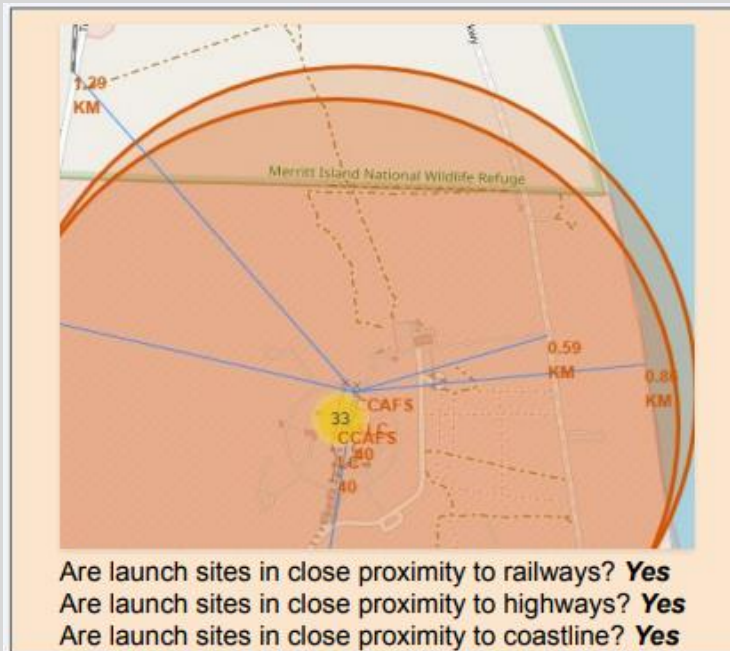 1.29
KM
Merritt Island National Wildlife Refuge
0.59
KM
KM
33
CCAFS
LC
CCAFS
40
40
Are launch sites in close proximity to railways? Yes
Are launch sites in close proximity to highways? Yes
Are launch sites in close proximity to coastline? Yes